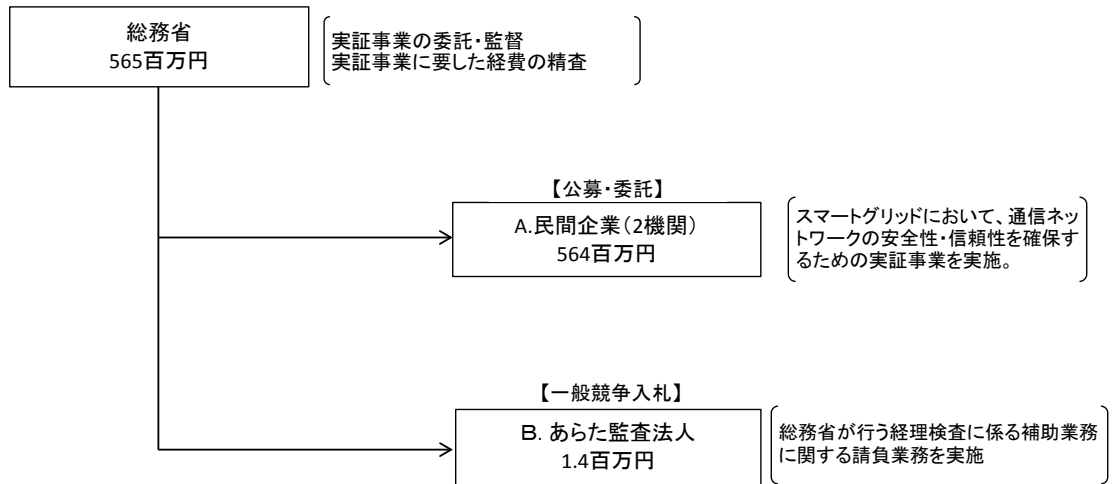 総務省
565百万円
実証事業の委託・監督
実証事業に要した経費の精査
【公募・委託】
A.民間企業(2機関)
564百万円
スマートグリッドにおいて、通信ネッ
トワークの安全性・信頼性を確保す
るための実証事業を実施。
【一般競争入札】
B. あらた監査法人
1.4百万円
総務省が行う経理検査に係る補助業務
に関する請負業務を実施